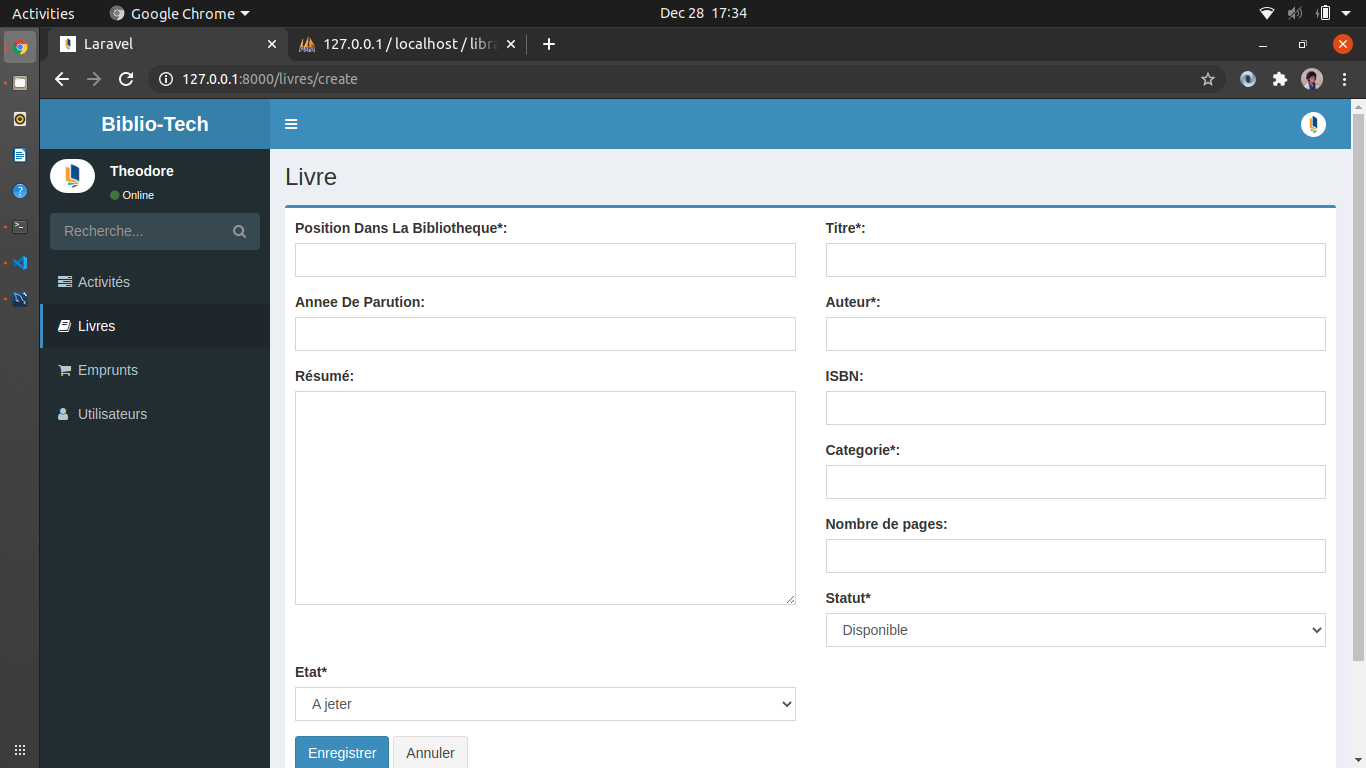 Activities
Google Chrome
Dec 28 17:34
Laravel
127.0.0.1 / localhost / libra
127.0.0.1:8000/livres/create
Biblio-Tech
Theodore
Online
Recherche...
Activités
Livres
Emprunts
Utilisateurs
Livre
Position Dans La Bibliotheque*:
Titre*:
Annee De Parution:
Auteur*:
Résumé:
ISBN:
Categorie*:
Nombre de pages:
Statut*
Disponible
Etat*
A jeter
Enregistrer
Annuler